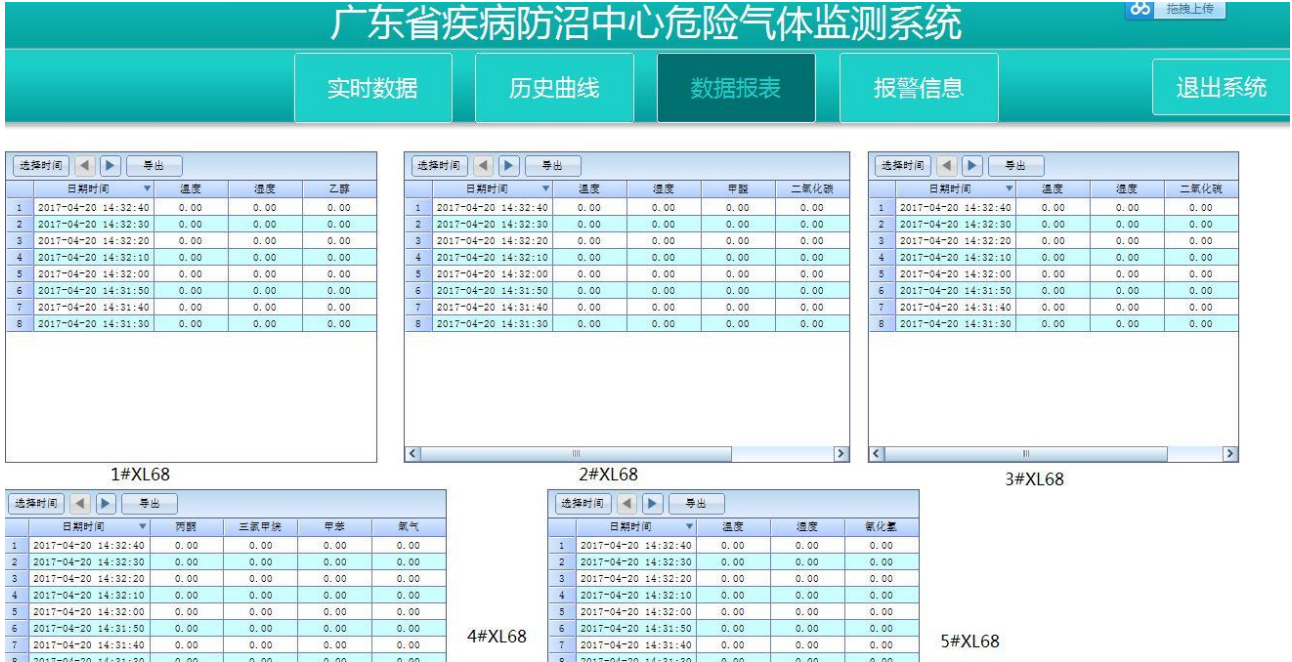 广东省疾病防沼中心危险气体监测系统
拖拽上传
实时数据 历史曲线 数据报表 报警信息 退出系统
选择时间 导出
日期时间 温度 湿度 乙醇
1 2017-04-20 14:32:40 0.00 0.00 0.00
2 2017-04-20 14:32:30 0.00 0.00 0.00
3 2017-04-20 14:32:20 0.00 0.00 0.00
4 2017-04-20 14:32:10 0.00 0.00 0.00
5 2017-04-20 14:32:00 0.00 0.00 0.00
6 2017-04-20 14:31:50 0.00 0.00 0.00
7 2017-04-20 14:31:40 0.00 0.00 0.00
8 2017-04-20 14:31:30 0.00 0.00 0.00
1#XL68
选择时间 导出
日期时间 温度 湿度 甲醛 二氧化碳
1 2017-04-20 14:32:40 0.00 0.00 0.00 0.00
2 2017-04-20 14:32:30 0.00 0.00 0.00 0.00
3 2017-04-20 14:32:20 0.00 0.00 0.00 0.00
4 2017-04-20 14:32:10 0.00 0.00 0.00 0.00
5 2017-04-20 14:32:00 0.00 0.00 0.00 0.00
6 2017-04-20 14:31:50 0.00 0.00 0.00 0.00
7 2017-04-20 14:31:40 0.00 0.00 0.00 0.00
8 2017-04-20 14:31:30 0.00 0.00 0.00 0.00
2#XL68
选择时间 导出
日期时间 温度 湿度 二氧化硫
1 2017-04-20 14:32:40 0.00 0.00 0.00
2 2017-04-20 14:32:30 0.00 0.00 0.00
3 2017-04-20 14:32:20 0.00 0.00 0.00
4 2017-04-20 14:32:10 0.00 0.00 0.00
5 2017-04-20 14:32:00 0.00 0.00 0.00
6 2017-04-20 14:31:50 0.00 0.00 0.00
7 2017-04-20 14:31:40 0.00 0.00 0.00
8 2017-04-20 14:31:30 0.00 0.00 0.00
3#XL68
选择时间 导出
日期时间 丙酮 三氯甲烷 甲苯 氧气
1 2017-04-20 14:32:40 0.00 0.00 0.00 0.00
2 2017-04-20 14:32:30 0.00 0.00 0.00 0.00
3 2017-04-20 14:32:20 0.00 0.00 0.00 0.00
4 2017-04-20 14:32:10 0.00 0.00 0.00 0.00
5 2017-04-20 14:32:00 0.00 0.00 0.00 0.00
6 2017-04-20 14:31:50 0.00 0.00 0.00 0.00
7 2017-04-20 14:31:40 0.00 0.00 0.00 0.00
8 2017-04-20 14:31:30 0.00 0.00 0.00 0.00
4#XL68
选择时间 导出
日期时间 温度 湿度
1 2017-04-20 14:32:40 0.00 0.00 0.00
2 2017-04-20 14:32:30 0.00 0.00 0.00
3 2017-04-20 14:32:20 0.00 0.00 0.00
4 2017-04-20 14:32:10 0.00 0.00 0.00
5 2017-04-20 14:32:00 0.00 0.00 0.00
6 2017-04-20 14:31:50 0.00 0.00 0.00
7 2017-04-20 14:31:40 0.00 0.00 0.00
8 2017-04-20 14:31:30 0.00 0.00 0.00
5#XL68